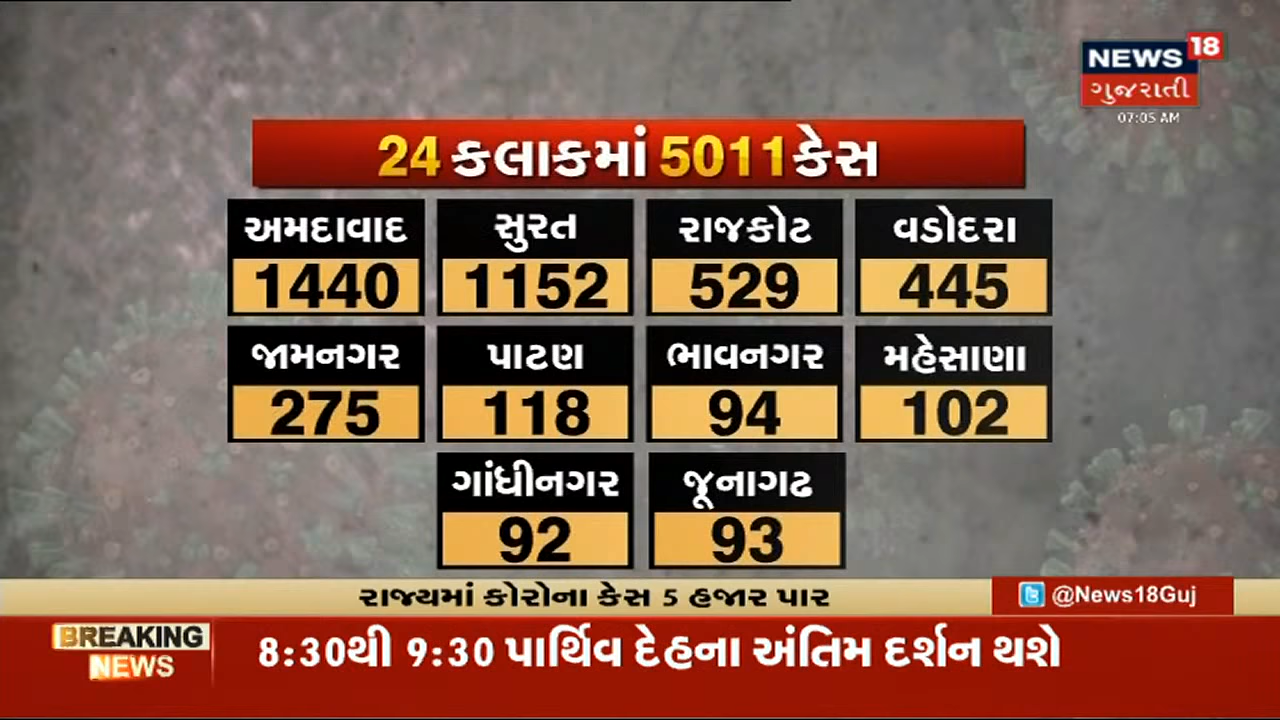 NEWS 18
ગુજરાતી
07:05 AM
24 કલાકમાં 5011 કેસ
અમદાવાદ સુરત રાજકોટ વડોદરા
1440 1152 529 445
જામનગર પાટણ ભાવનગર મહેસાણા
275 118 94 102
ગાંધીનગર જૂનાગઢ
92 93
રાજ્યમાં કોરોના કેસ 5 હજાર પાર
@News18Guj
BREAKING
NEWS
8:30થી 9:30 પાર્થિવ દેહના અંતિમ દર્શન થશે